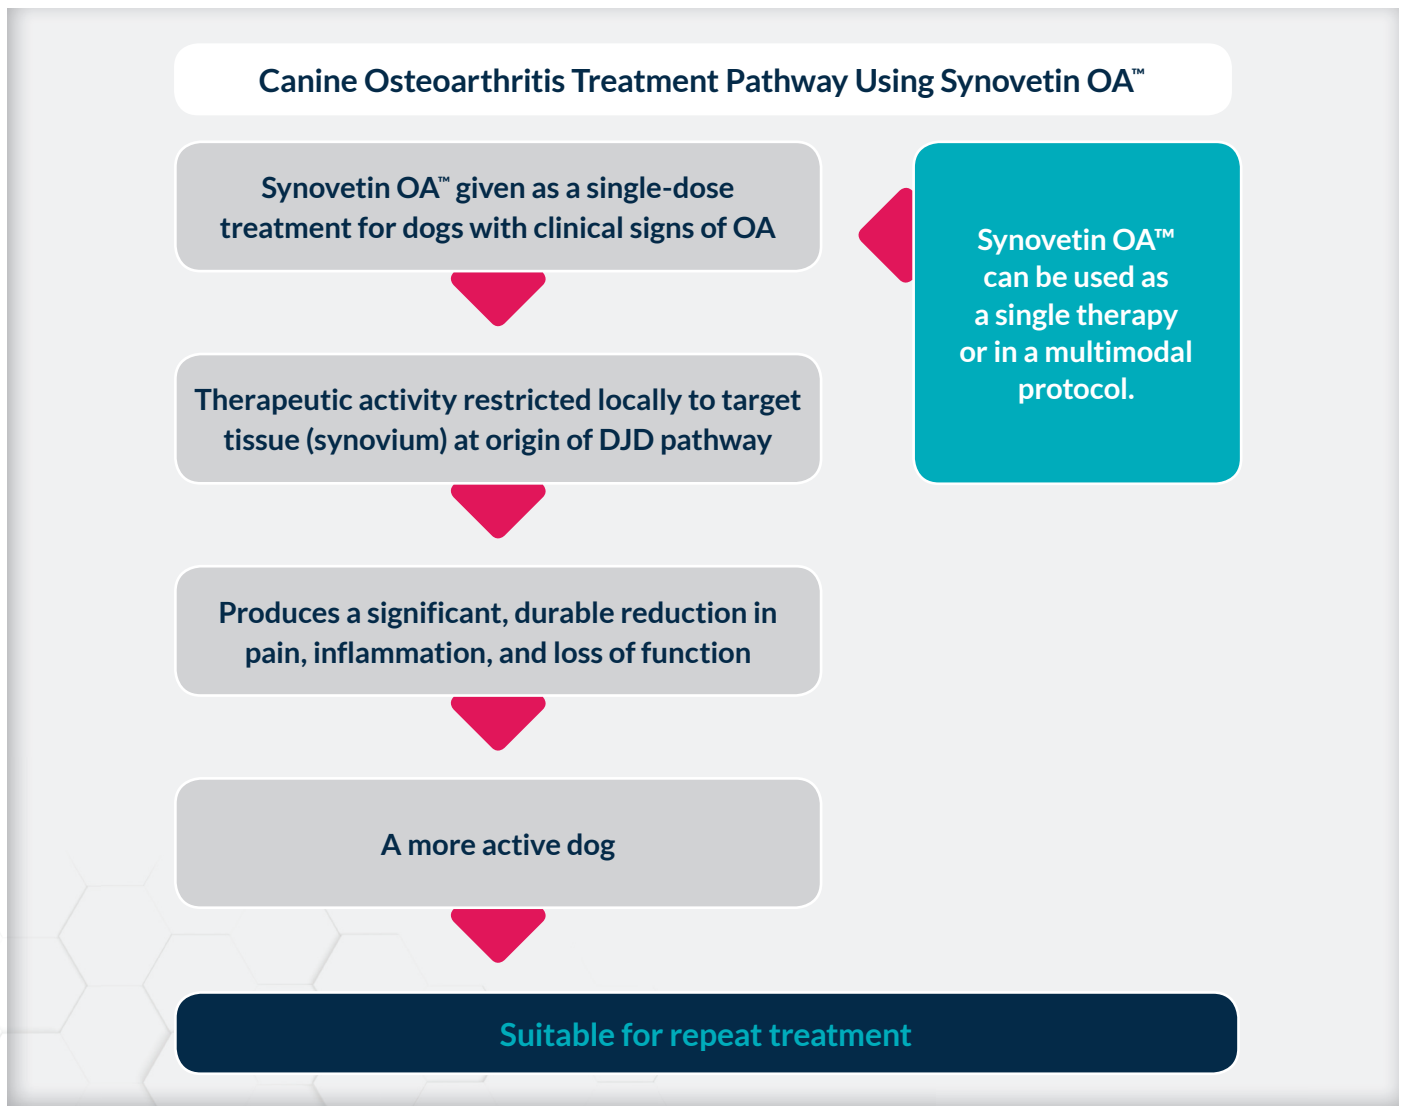 Canine Osteoarthritis Treatment Pathway Using Synovetin OA™
Synovetin OA™ given as a single-dose
treatment for dogs with clinical signs of OA
Synovetin OA™
can be used as
a single therapy
or in a multimodal
protocol.
Therapeutic activity restricted locally to target
tissue (synovium) at origin of DJD pathway
Produces a significant, durable reduction in
pain, inflammation, and loss of function
A more active dog
Suitable for repeat treatment